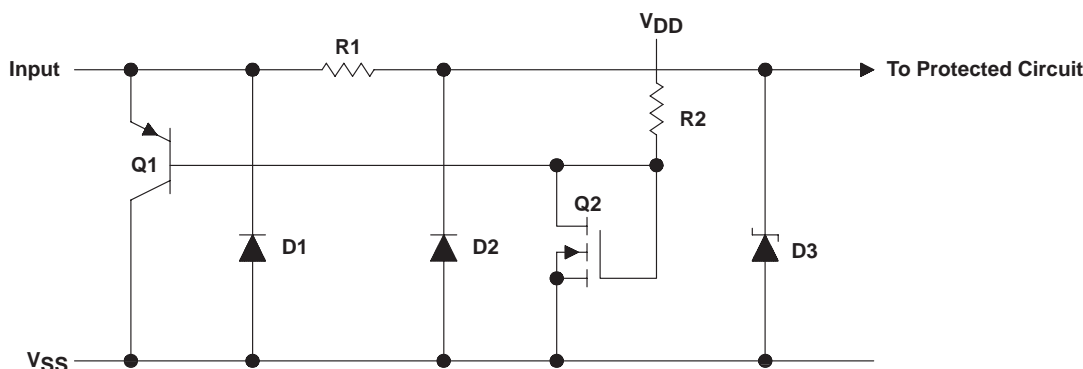 VDD
R1
Input
To Protected Circuit
R2
Q1
Q2
D1
D2
D3
VSS